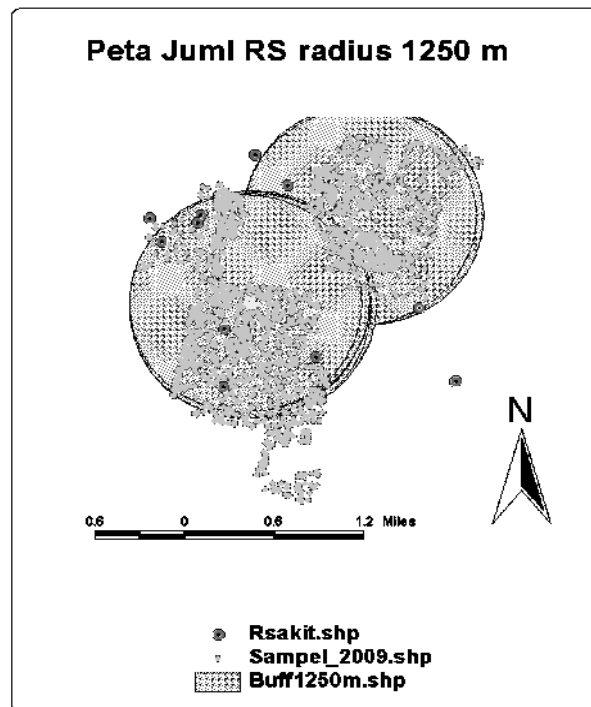 Peta Juml RS radius 1250 m
N
0.6 0 0.6 1.2 Miles
Rsakit.shp
Sampel_2009.shp
Buff1250m.shp